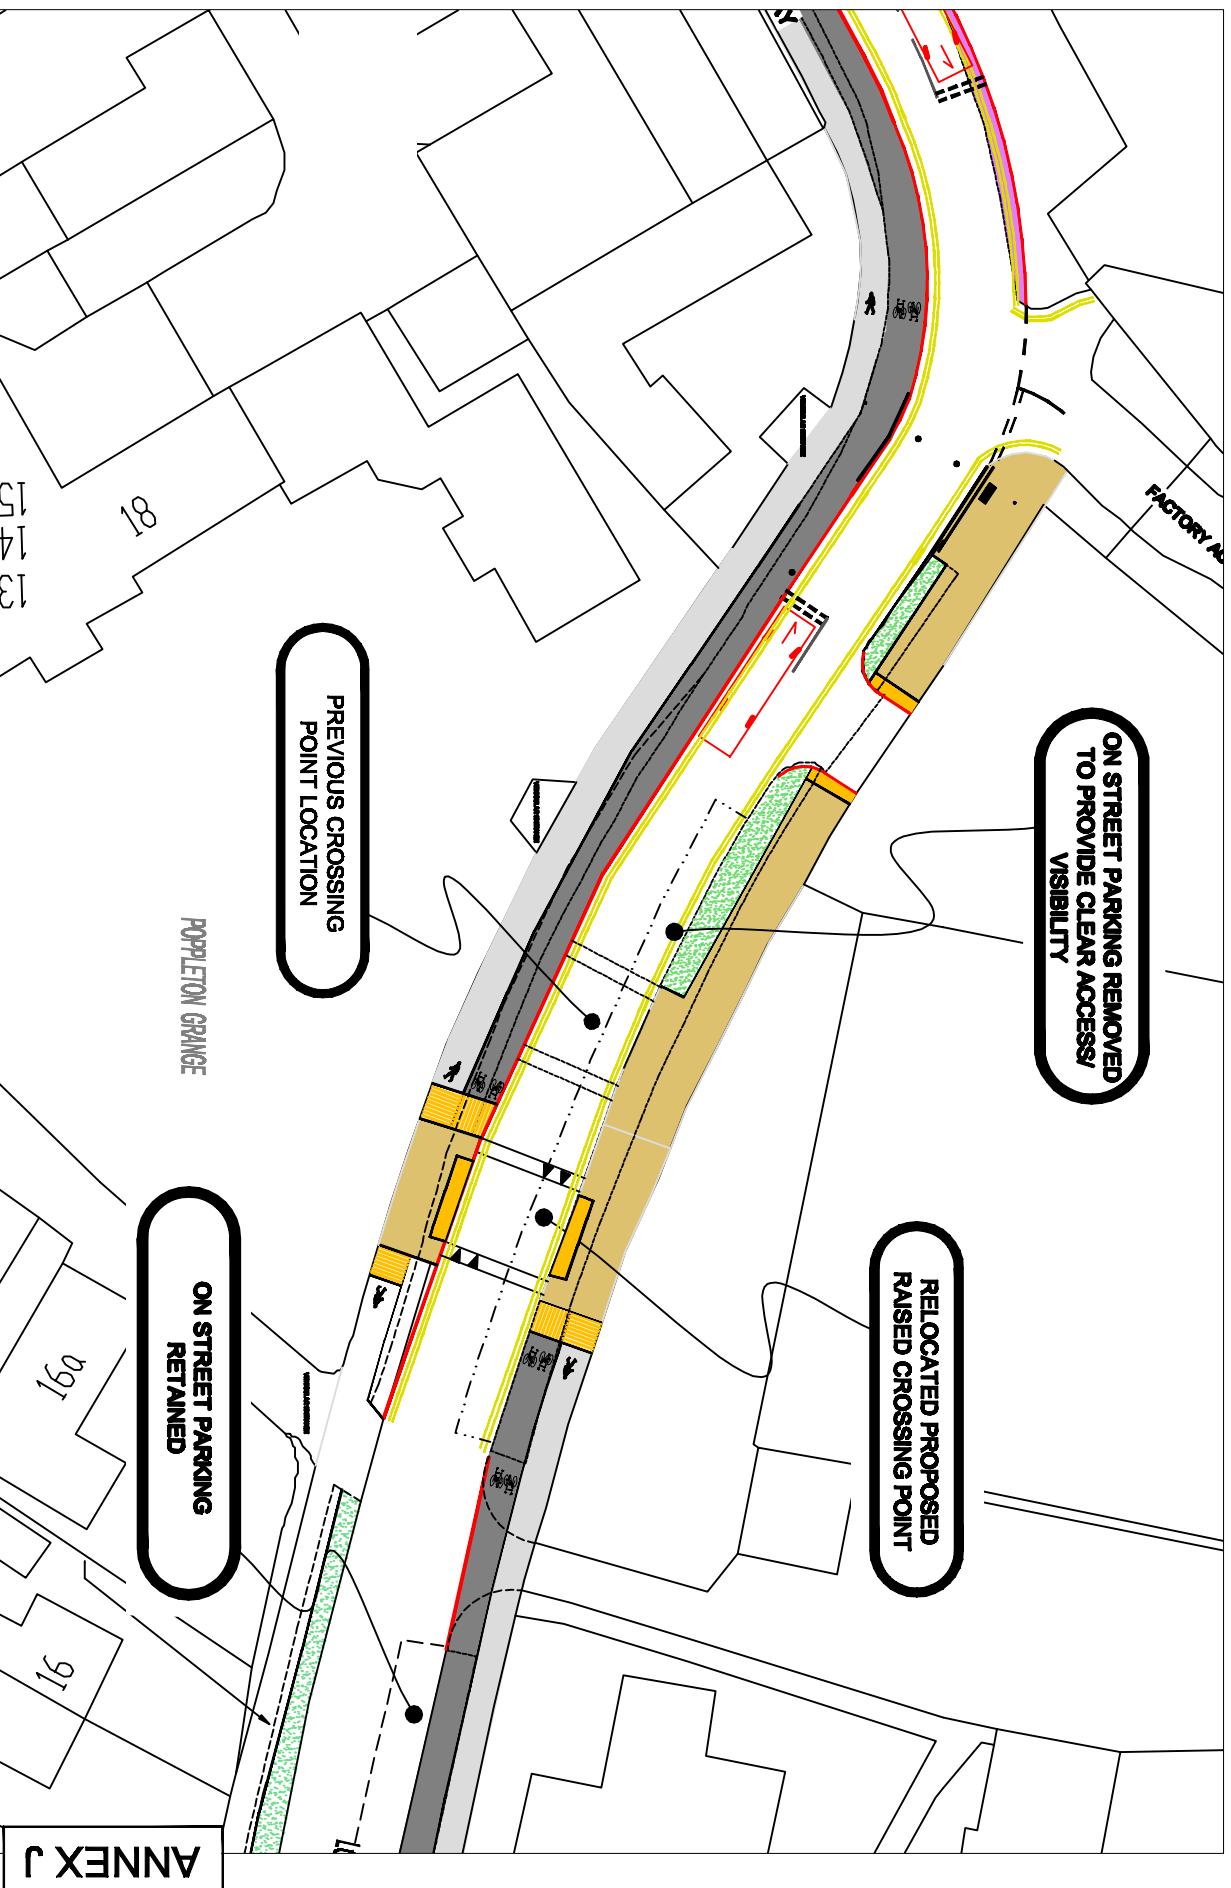 ON STREET PARKING REMOVED
TO PROVIDE CLEAR ACCESS/
VISIBILITY
RELOCATED PROPOSED
RAISED CROSSING POINT
PREVIOUS CROSSING
POINT LOCATION
ON STREET PARKING
RETAINED
POPPLETON GRANGE
FACTORY
18
15
14
13
16a
16
ANNEX J